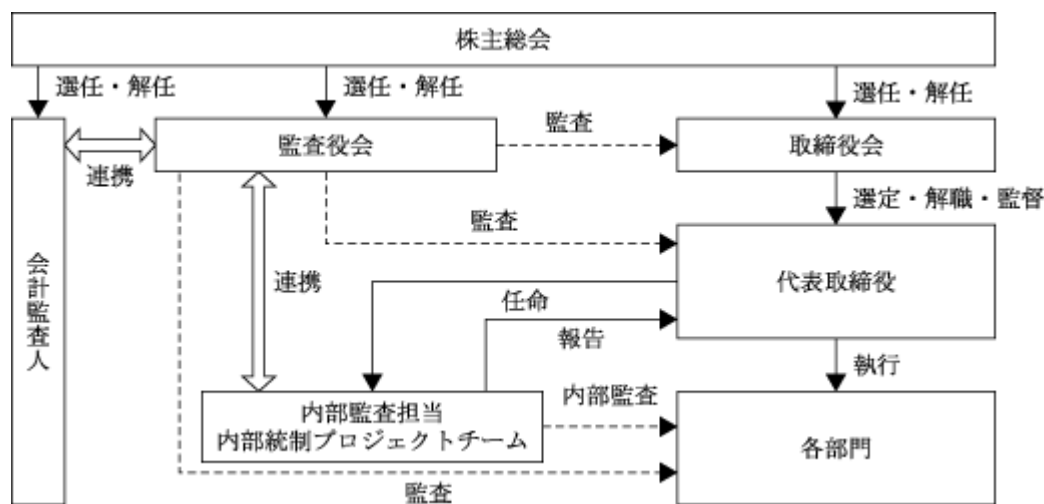 株主総会
選任・解任
選任・解任
選任・解任
監査役会
監査
取締役会
連携
選定・解職・監督
監査
会計監査人
連携
代表取締役
任命
報告
執行
内部監査担当
内部統制プロジェクトチーム
内部監査
各部門
監査